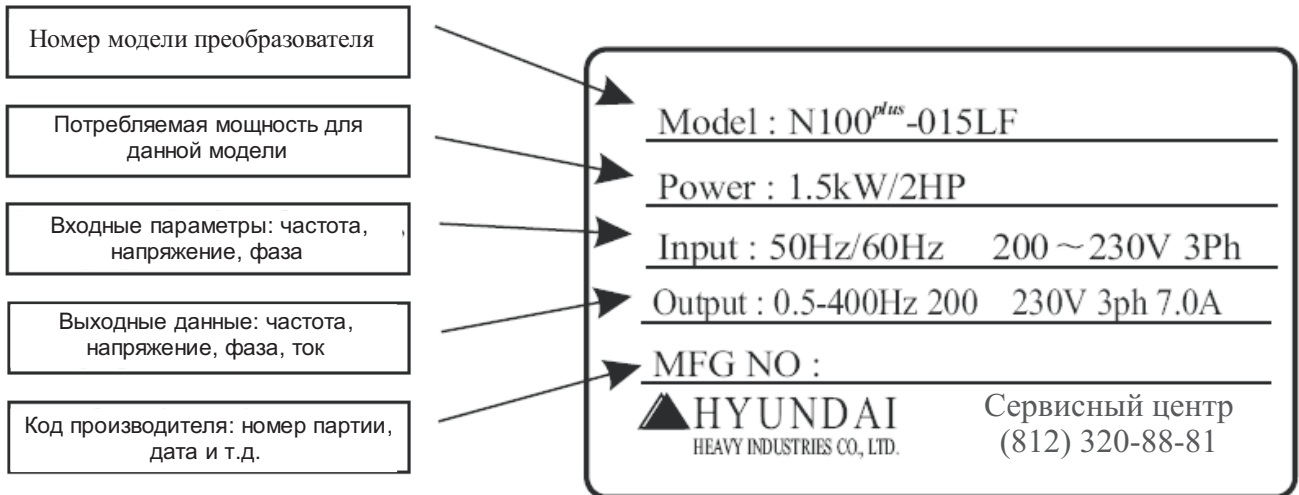 Номер модели преобразователя
Потребляемая мощность для
данной модели
Входные параметры: частота,
напряжение, фаза
Выходные данные: частота,
напряжение, фаза, ток
Код производителя: номер партии,
дата и т.д.
Model : N100plus-015LF
Power : 1.5kW/2HP
Input : 50Hz/60Hz 200～230V 3Ph
Output : 0.5-400Hz 200 230V 3ph 7.0A
MFG NO :
HYUNDAI
HEAVY INDUSTRIES CO., LTD.
Сервисный центр
(812) 320-88-81